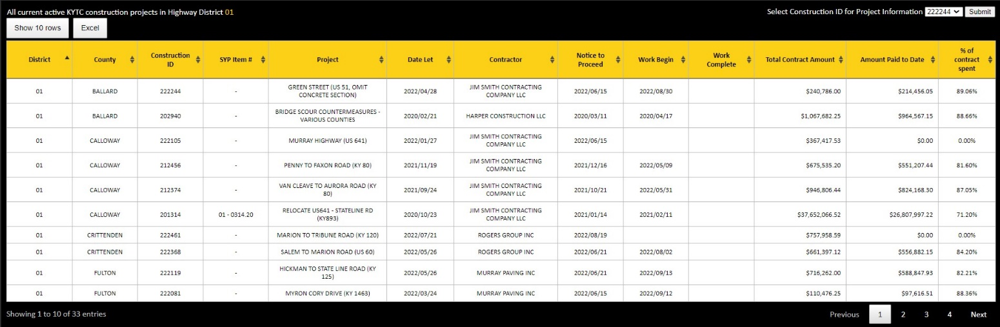 All current active KYTC construction projects in Highway District 01
Select Construction ID for Project Information 222244 Submit
Show 10 rows Excel
District County Construction ID SYP Item # Project Date Let Contractor Notice to Proceed Work Begin Work Complete Total Contract Amount Amount Paid to Date % of contract spent
01 BALLARD 222244 - GREEN STREET (US 51, OMIT CONCRETE SECTION) 2022/04/28 JIM SMITH CONTRACTING COMPANY LLC 2022/06/15 2022/08/30 $240,786.00 $214,456.05 89.06%
01 BALLARD 202940 - BRIDGE SCOUR COUNTERMEASURES - VARIOUS COUNTIES 2020/02/21 HARPER CONSTRUCTION LLC 2020/03/11 2020/04/17 $1,067,682.25 $964,567.15 88.66%
01 CALLOWAY 222105 - MURRAY HIGHWAY (US 641) 2022/01/27 JIM SMITH CONTRACTING COMPANY LLC 2022/06/15 $367,417.53 $0.00 0.00%
01 CALLOWAY 212456 - PENNY TO FAXON ROAD (KY 80) 2021/11/19 JIM SMITH CONTRACTING COMPANY LLC 2021/12/16 2022/05/09 $675,535.20 $551,207.44 81.60%
01 CALLOWAY 212374 - VAN CLEAVE TO AURORA ROAD (KY 80) 2021/09/24 JIM SMITH CONTRACTING COMPANY LLC 2021/10/21 2022/05/31 $946,806.44 $824,168.30 87.05%
01 CALLOWAY 201314 01 - 0314.20 RELOCATE US641 - STATELINE RD (KY893) 2020/10/23 JIM SMITH CONTRACTING COMPANY LLC 2021/01/14 2021/02/11 $37,652,066.52 $26,807,997.22 71.20%
01 CRITTENDEN 222461 - MARION TO TRIBUNE ROAD (KY 120) 2022/07/21 ROGERS GROUP INC 2022/08/19 $757,958.59 $0.00 0.00%
01 CRITTENDEN 222368 - SALEM TO MARION ROAD (US 60) 2022/05/26 ROGERS GROUP INC 2022/06/21 2022/08/02 $661,397.12 $556,882.15 84.20%
01 FULTON 222119 - HICKMAN TO STATE LINE ROAD (KY 125) 2022/05/26 MURRAY PAVING INC 2022/06/21 2022/09/13 $716,262.00 $588,847.93 82.21%
01 FULTON 222081 - MYRON CORY DRIVE (KY 1463) 2022/03/24 MURRAY PAVING INC 2022/06/15 2022/09/12 $110,476.25 $97,616.51 88.36%
Showing 1 to 10 of 33 entries
Previous 1 2 3 4 Next